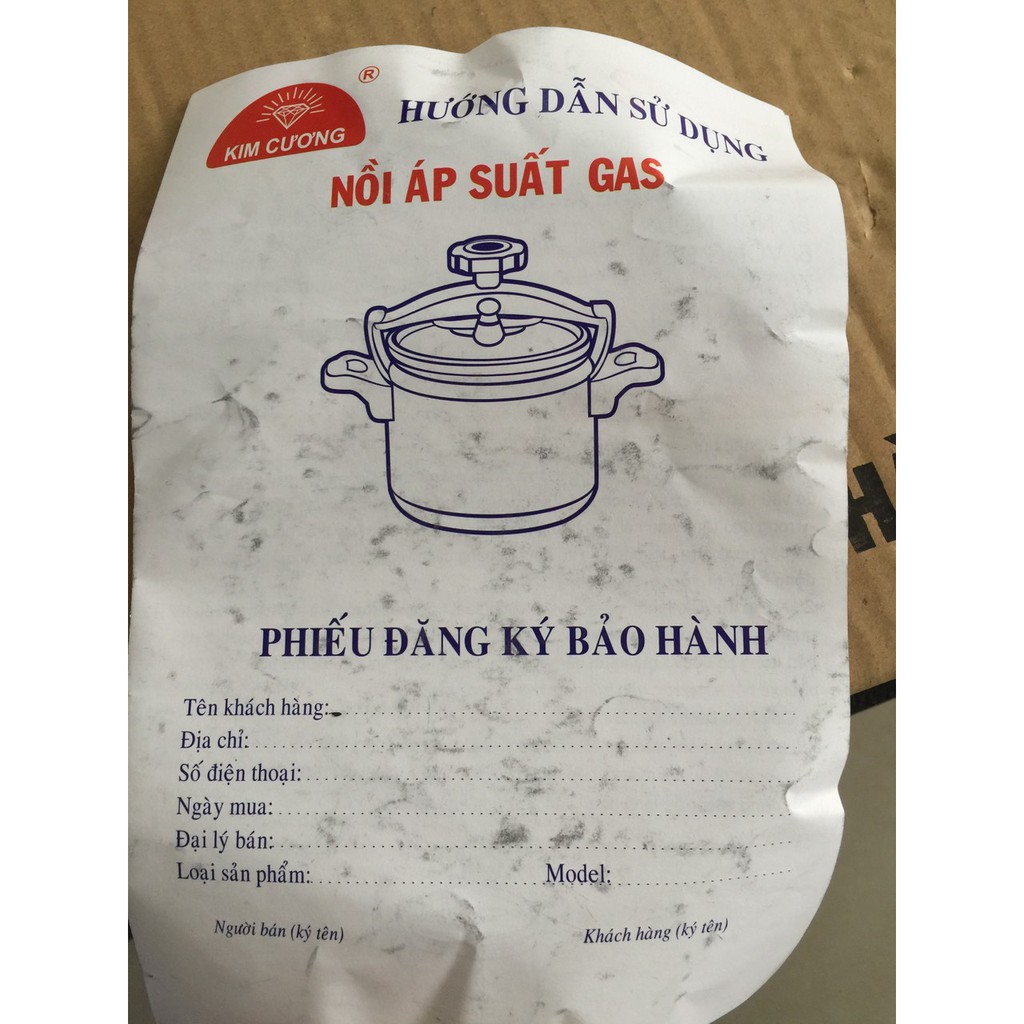 KIM CƯƠNG
®
HƯỚNG DẪN SỬ DỤNG
NỒI ÁP SUẤT GAS
PHIẾU ĐĂNG KÝ BẢO HÀNH
Tên khách hàng:
Địa chỉ:
Số điện thoại:
Ngày mua:
Đại lý bán:
Loại sản phẩm: Model:
Người bán (ký tên) Khách hàng (ký tên)